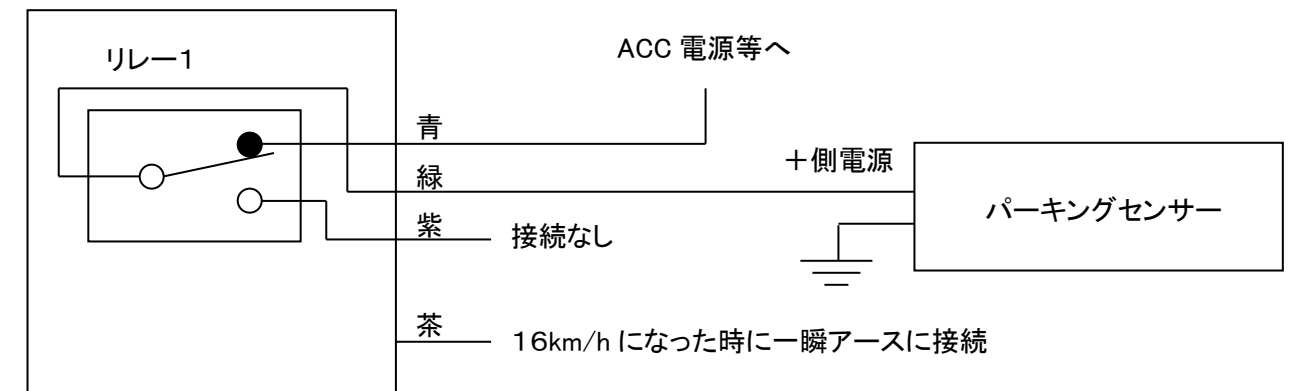 リレー1
ACC 電源等へ
青
+側電源
緑
パーキングセンサー
紫
接続なし
茶
16km/h になった時に一瞬アースに接続